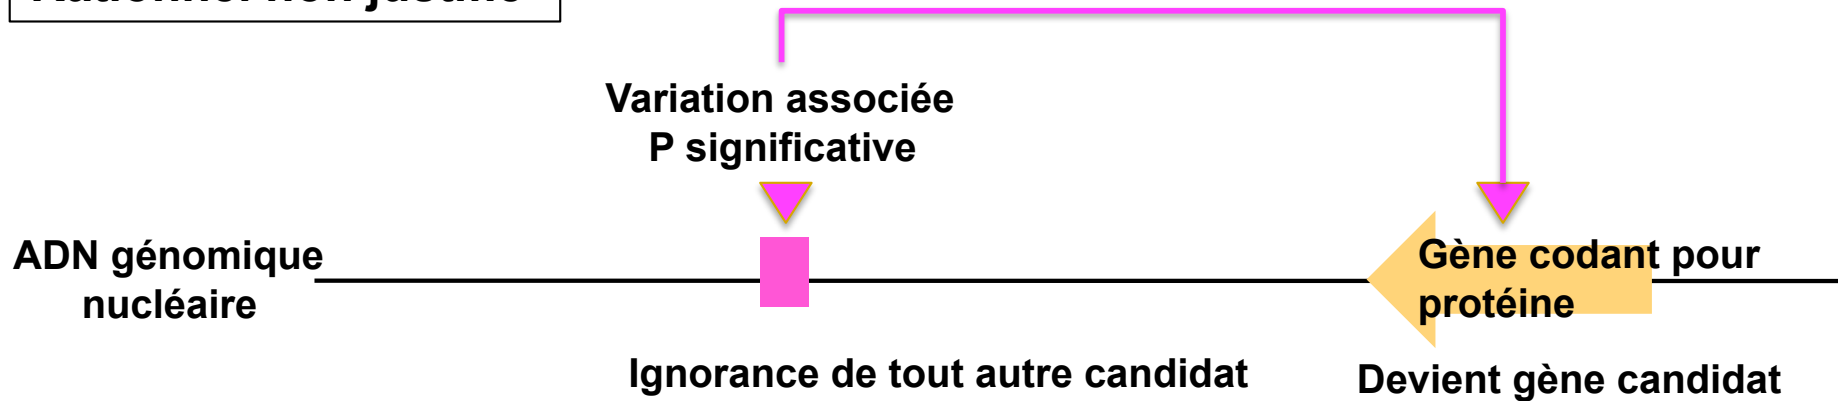 Variation associée
P significative
ADN génomique
nucléaire
Gène codant pour
protéine
Ignorance de tout autre candidat
Devient gène candidat